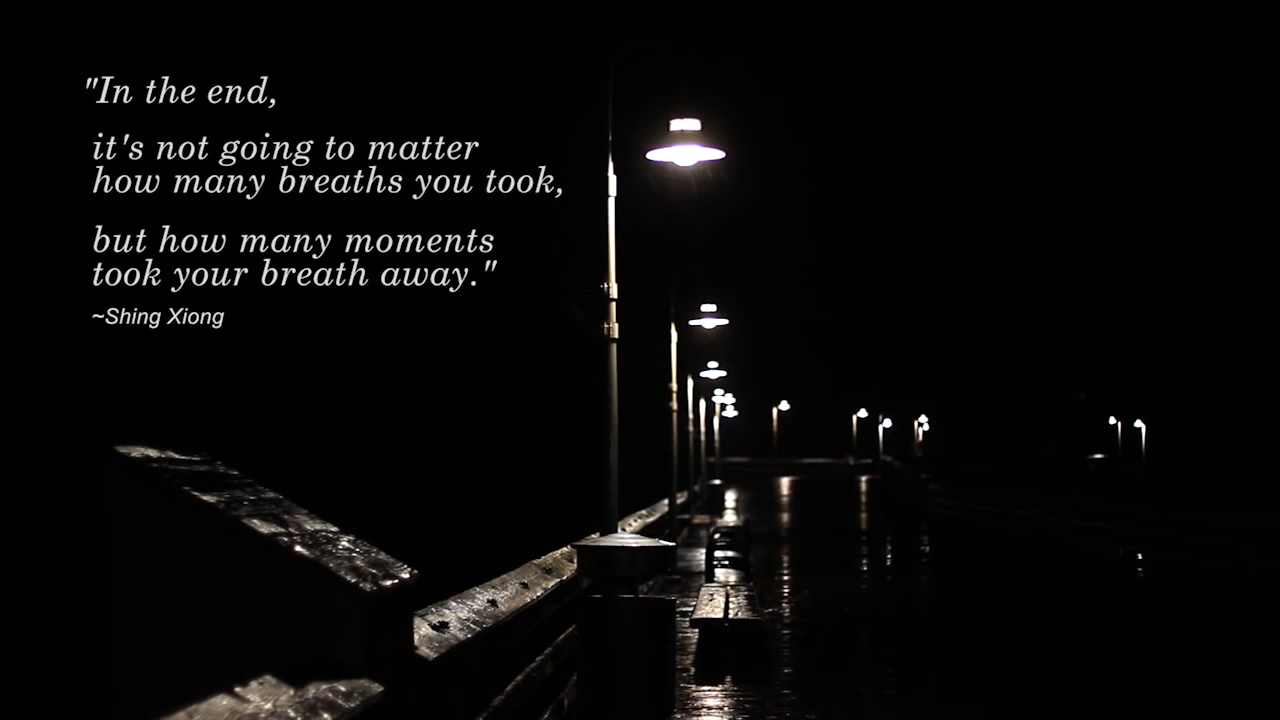 "In the end,
it's not going to matter
how many breaths you took,
but how many moments
took your breath away."
~Shing Xiong